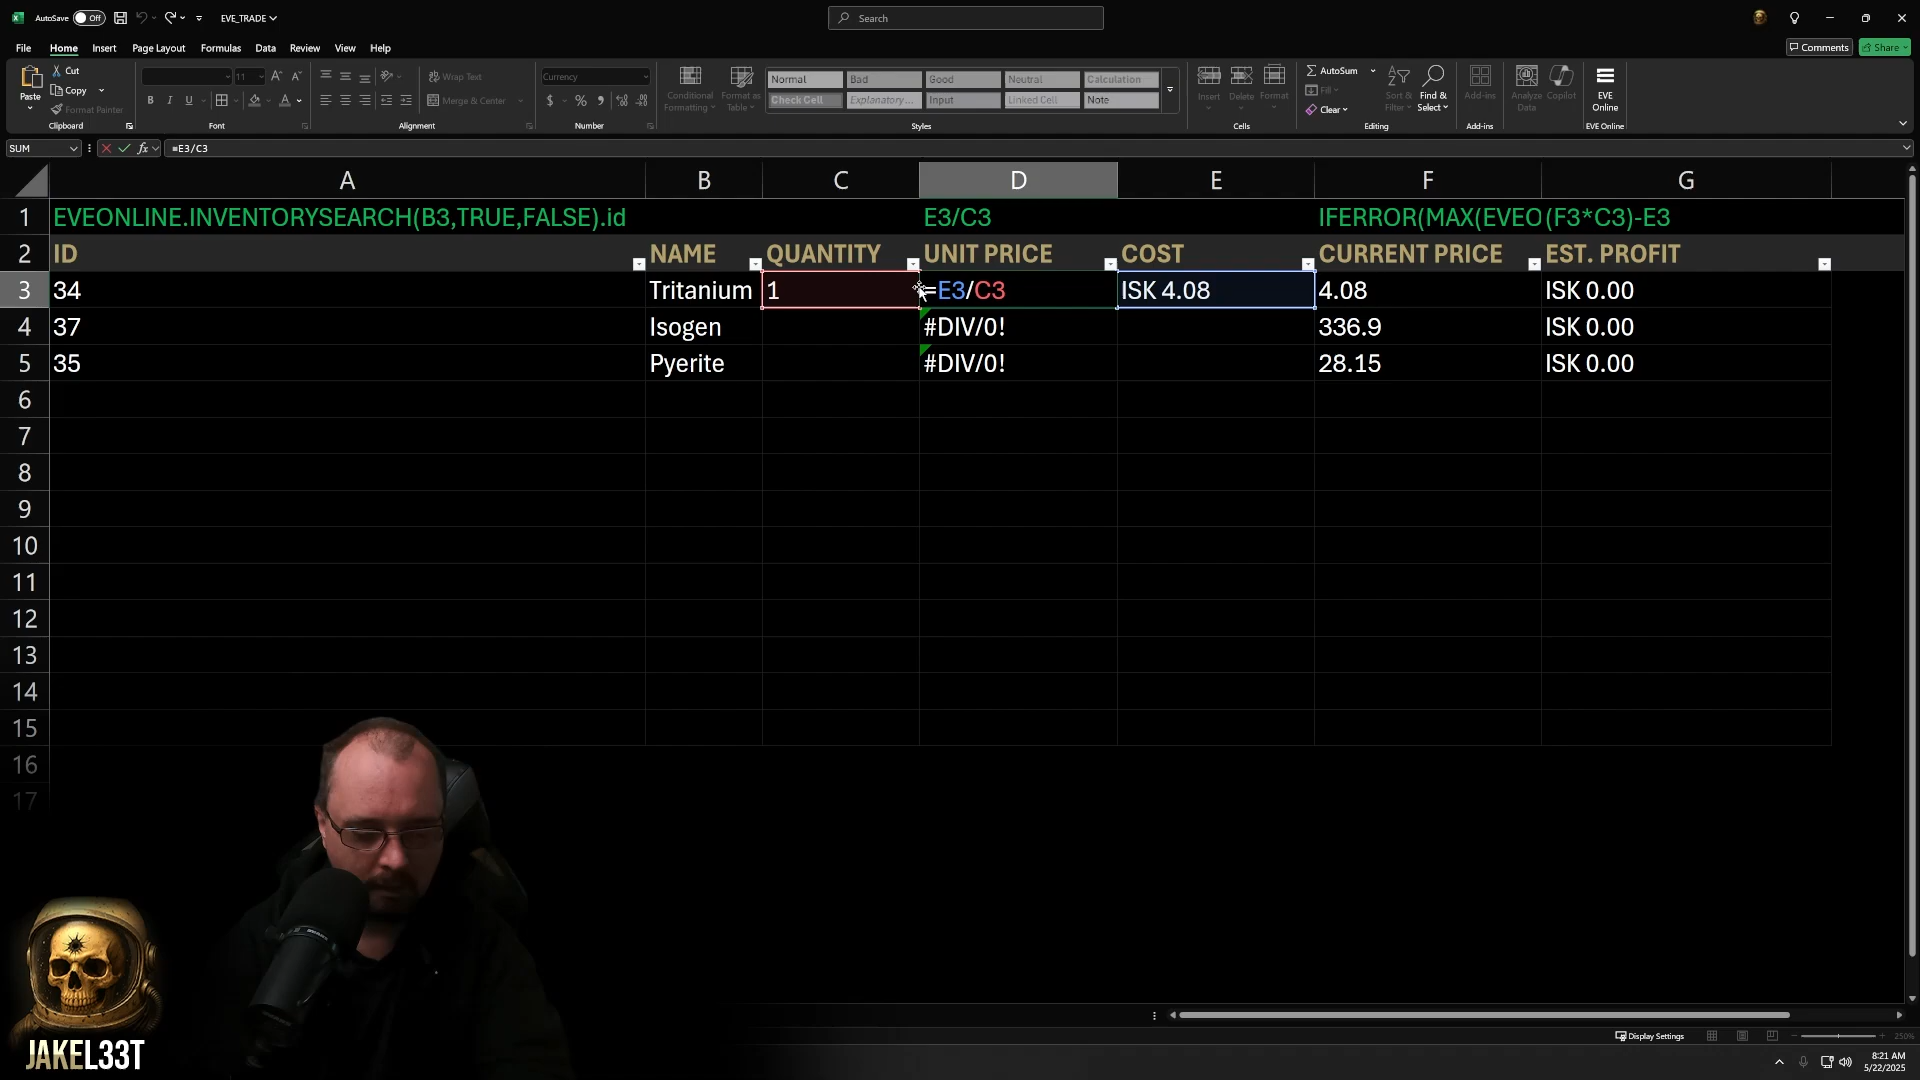 AutoSave Off EVE_TRADE Search
File Home Insert Page Layout Formulas Data Review View Help Comments Share
Paste Cut Copy Format Painter Clipboard
11 B I U Font
Wrap Text Merge & Center Alignment
Currency $ % Number
Conditional Formatting Format as Table
Normal Bad Good Neutral Calculation
Check Cell Explanatory... Input Linked Cell Note
Styles
Insert Delete Format Cells
AutoSum Fill Clear Sort & Filter Find & Select Editing
Add-ins Add-ins
Analyze Data Copilot
EVE Online EVE Online
SUM fx =E3/C3
A B C D E F G
1 EVEONLINE.INVENTORYSEARCH(B3,TRUE,FALSE).id E3/C3 IFERROR(MAX(EVEO (F3*C3)-E3
2 ID NAME QUANTITY UNIT PRICE COST CURRENT PRICE EST. PROFIT
3 34 Tritanium 1 =E3/C3 ISK 4.08 4.08 ISK 0.00
4 37 Isogen #DIV/0! 336.9 ISK 0.00
5 35 Pyerite #DIV/0! 28.15 ISK 0.00
6
7
8
9
10
11
12
13
14
15
16
17
JAKEL33T
Display Settings 250%
8:21 AM
5/22/2025